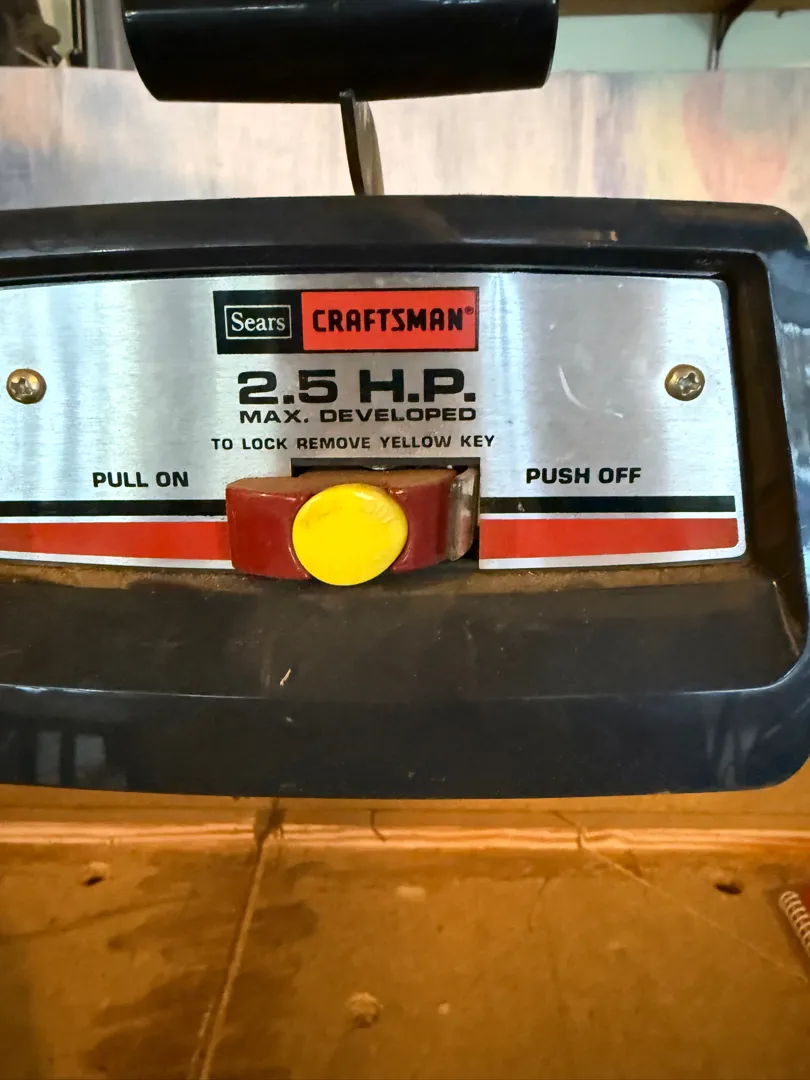 Sears CRAFTSMAN®
2.5 H.P.
MAX. DEVELOPED
TO LOCK REMOVE YELLOW KEY
PULL ON PUSH OFF